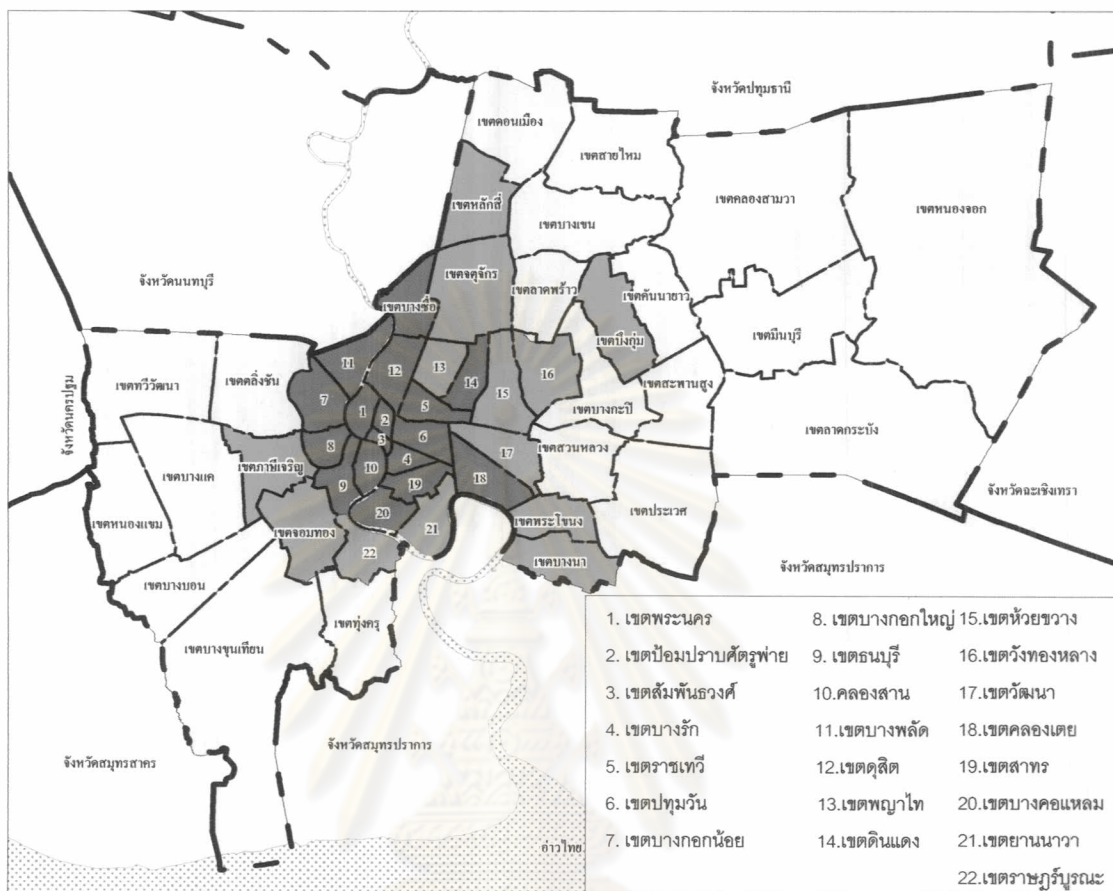 จังหวัดปทุมธานี
เขตดอนเมือง
เขตสายไหม
เขตคลองสามวา
เขตหนองจอก
เขตหลักสี่
เขตบางเขน
จังหวัดนนทบุรี
เขตจตุจักร
เขตลาดพร้าว
เขตคันนายาว
เขตบางซื่อ
เขตบึงกุ่ม
เขตมีนบุรี
11
12
13
14
15
16
เขตทวีวัฒนา
เขตตลิ่งชัน
เขตสะพานสูง
7
1
2
5
เขตบางกะปิ
จังหวัดนครปฐม
เขตลาดกระบัง
3
6
8
เขตสวนหลวง
เขตภาษีเจริญ
10
4
17
เขตบางแค
9
19
18
จังหวัดฉะเชิงเทรา
20
21
เขตประเวศ
เขตหนองแขม
เขตพระโขนง
เขตจอมทอง
22
เขตบางนา
จังหวัดสมุทรปราการ
เขตบางบอน
เขตทุ่งครุ
เขตบางขุนเทียน
จังหวัดสมุทรสาคร
จังหวัดสมุทรปราการ
อ่าวไทย
1. เขตพระนคร
2. เขตป้อมปราบศัตรูพ่าย
3. เขตสัมพันธวงศ์
4. เขตบางรัก
5. เขตราชเทวี
6. เขตปทุมวัน
7. เขตบางกอกน้อย
8. เขตบางกอกใหญ่
9. เขตธนบุรี
10.คลองสาน
11.เขตบางพลัด
12.เขตดุสิต
13.เขตพญาไท
14.เขตดินแดง
15.เขตห้วยขวาง
16.เขตวังทองหลาง
17.เขตวัฒนา
18.เขตคลองเตย
19.เขตสาทร
20.เขตบางคอแหลม
21.เขตยานนาวา
22.เขตราษฎร์บูรณะ